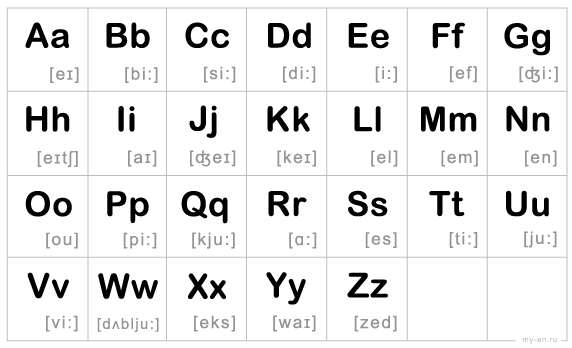 Aa Bb Cc Dd Ee Ff Gg
[eɪ] [bi:] [si:] [di:] [i:] [ef] [ʤi:]
Hh Ii Jj Kk Ll Mm Nn
[eɪtʃ] [aɪ] [ʤeɪ] [keɪ] [el] [em] [en]
Oo Pp Qq Rr Ss Tt Uu
[ou] [pi:] [kju:] [ɑ:] [es] [ti:] [ju:]
Vv Ww Xx Yy Zz
[vi:] [dʌblju:] [eks] [waɪ] [zed]
my-en.ru